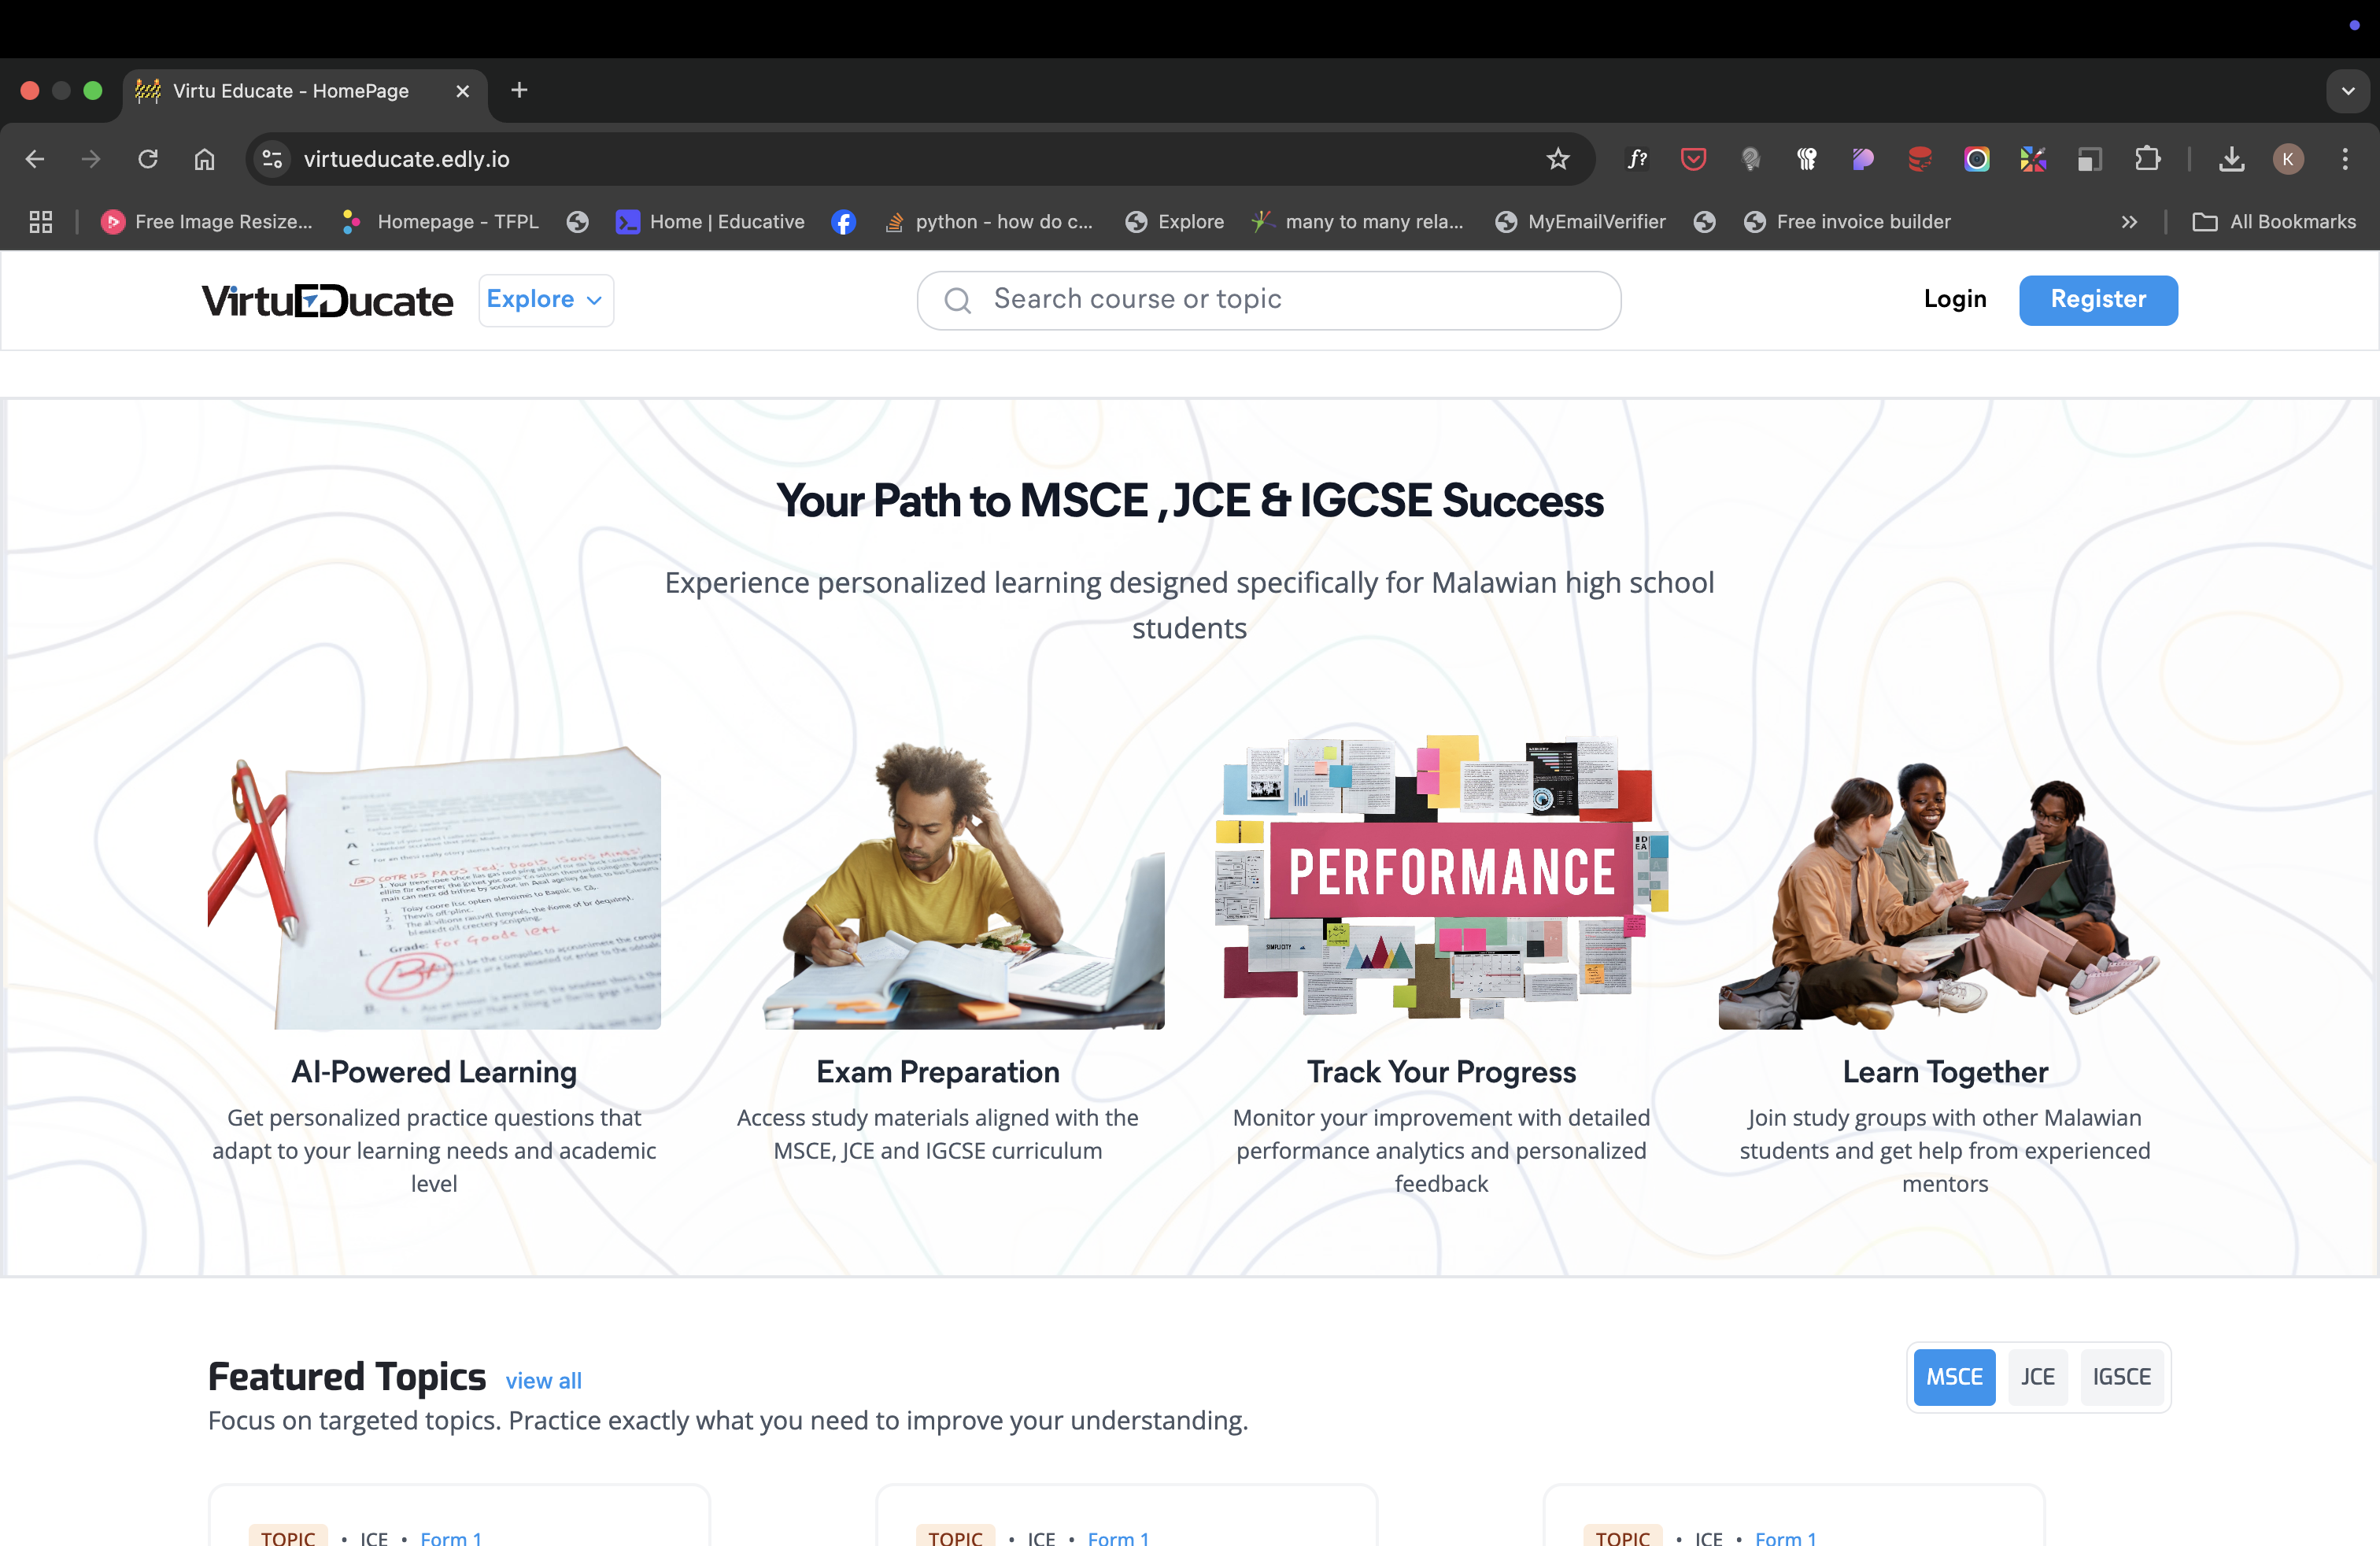 Virtu Educate - HomePage
virtueducate.edly.io
K
Free Image Resize...
Homepage - TFPL
Home | Educative
python - how do c...
Explore
many to many rela...
MyEmailVerifier
Free invoice builder
All Bookmarks
VirtuEDucate
Explore
Search course or topic
Login
Register
Your Path to MSCE ,JCE & IGCSE Success
Experience personalized learning designed specifically for Malawian high school
students
Grade: For Goode
B+
PERFORMANCE
SIMPLICITY
AI-Powered Learning
Get personalized practice questions that
adapt to your learning needs and academic
level
Exam Preparation
Access study materials aligned with the
MSCE, JCE and IGCSE curriculum
Track Your Progress
Monitor your improvement with detailed
performance analytics and personalized
feedback
Learn Together
Join study groups with other Malawian
students and get help from experienced
mentors
Featured Topics
view all
MSCE
JCE
IGSCE
Focus on targeted topics. Practice exactly what you need to improve your understanding.
TOPIC • JCE • Form 1
TOPIC • JCE • Form 1
TOPIC • JCE • Form 1